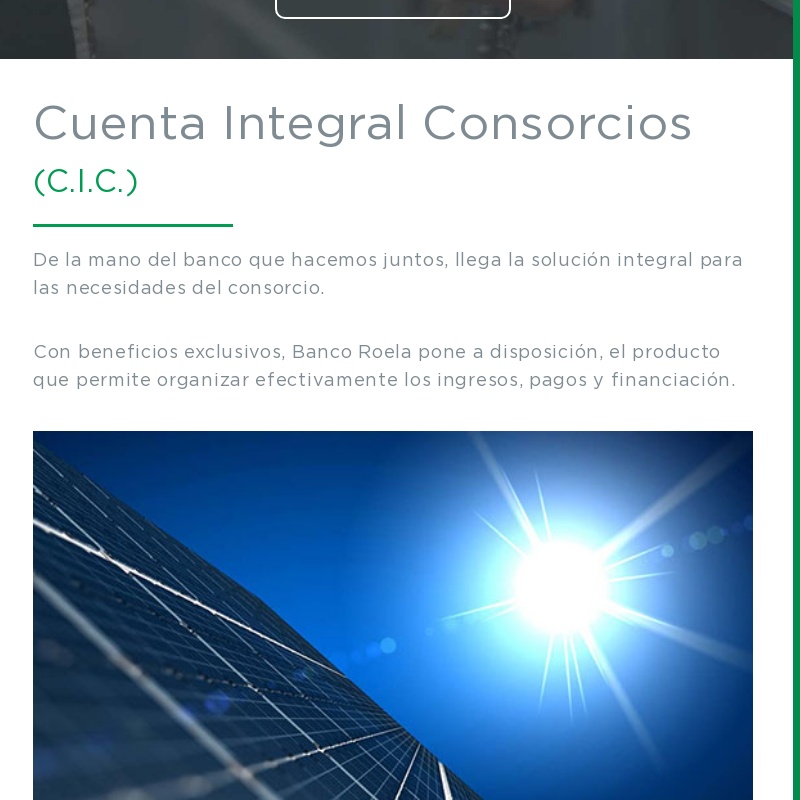 Cuenta Integral Consorcios
(C.I.C.)
De la mano del banco que hacemos juntos, llega la solución integral para
las necesidades del consorcio.
Con beneficios exclusivos, Banco Roela pone a disposición, el producto
que permite organizar efectivamente los ingresos, pagos y financiación.